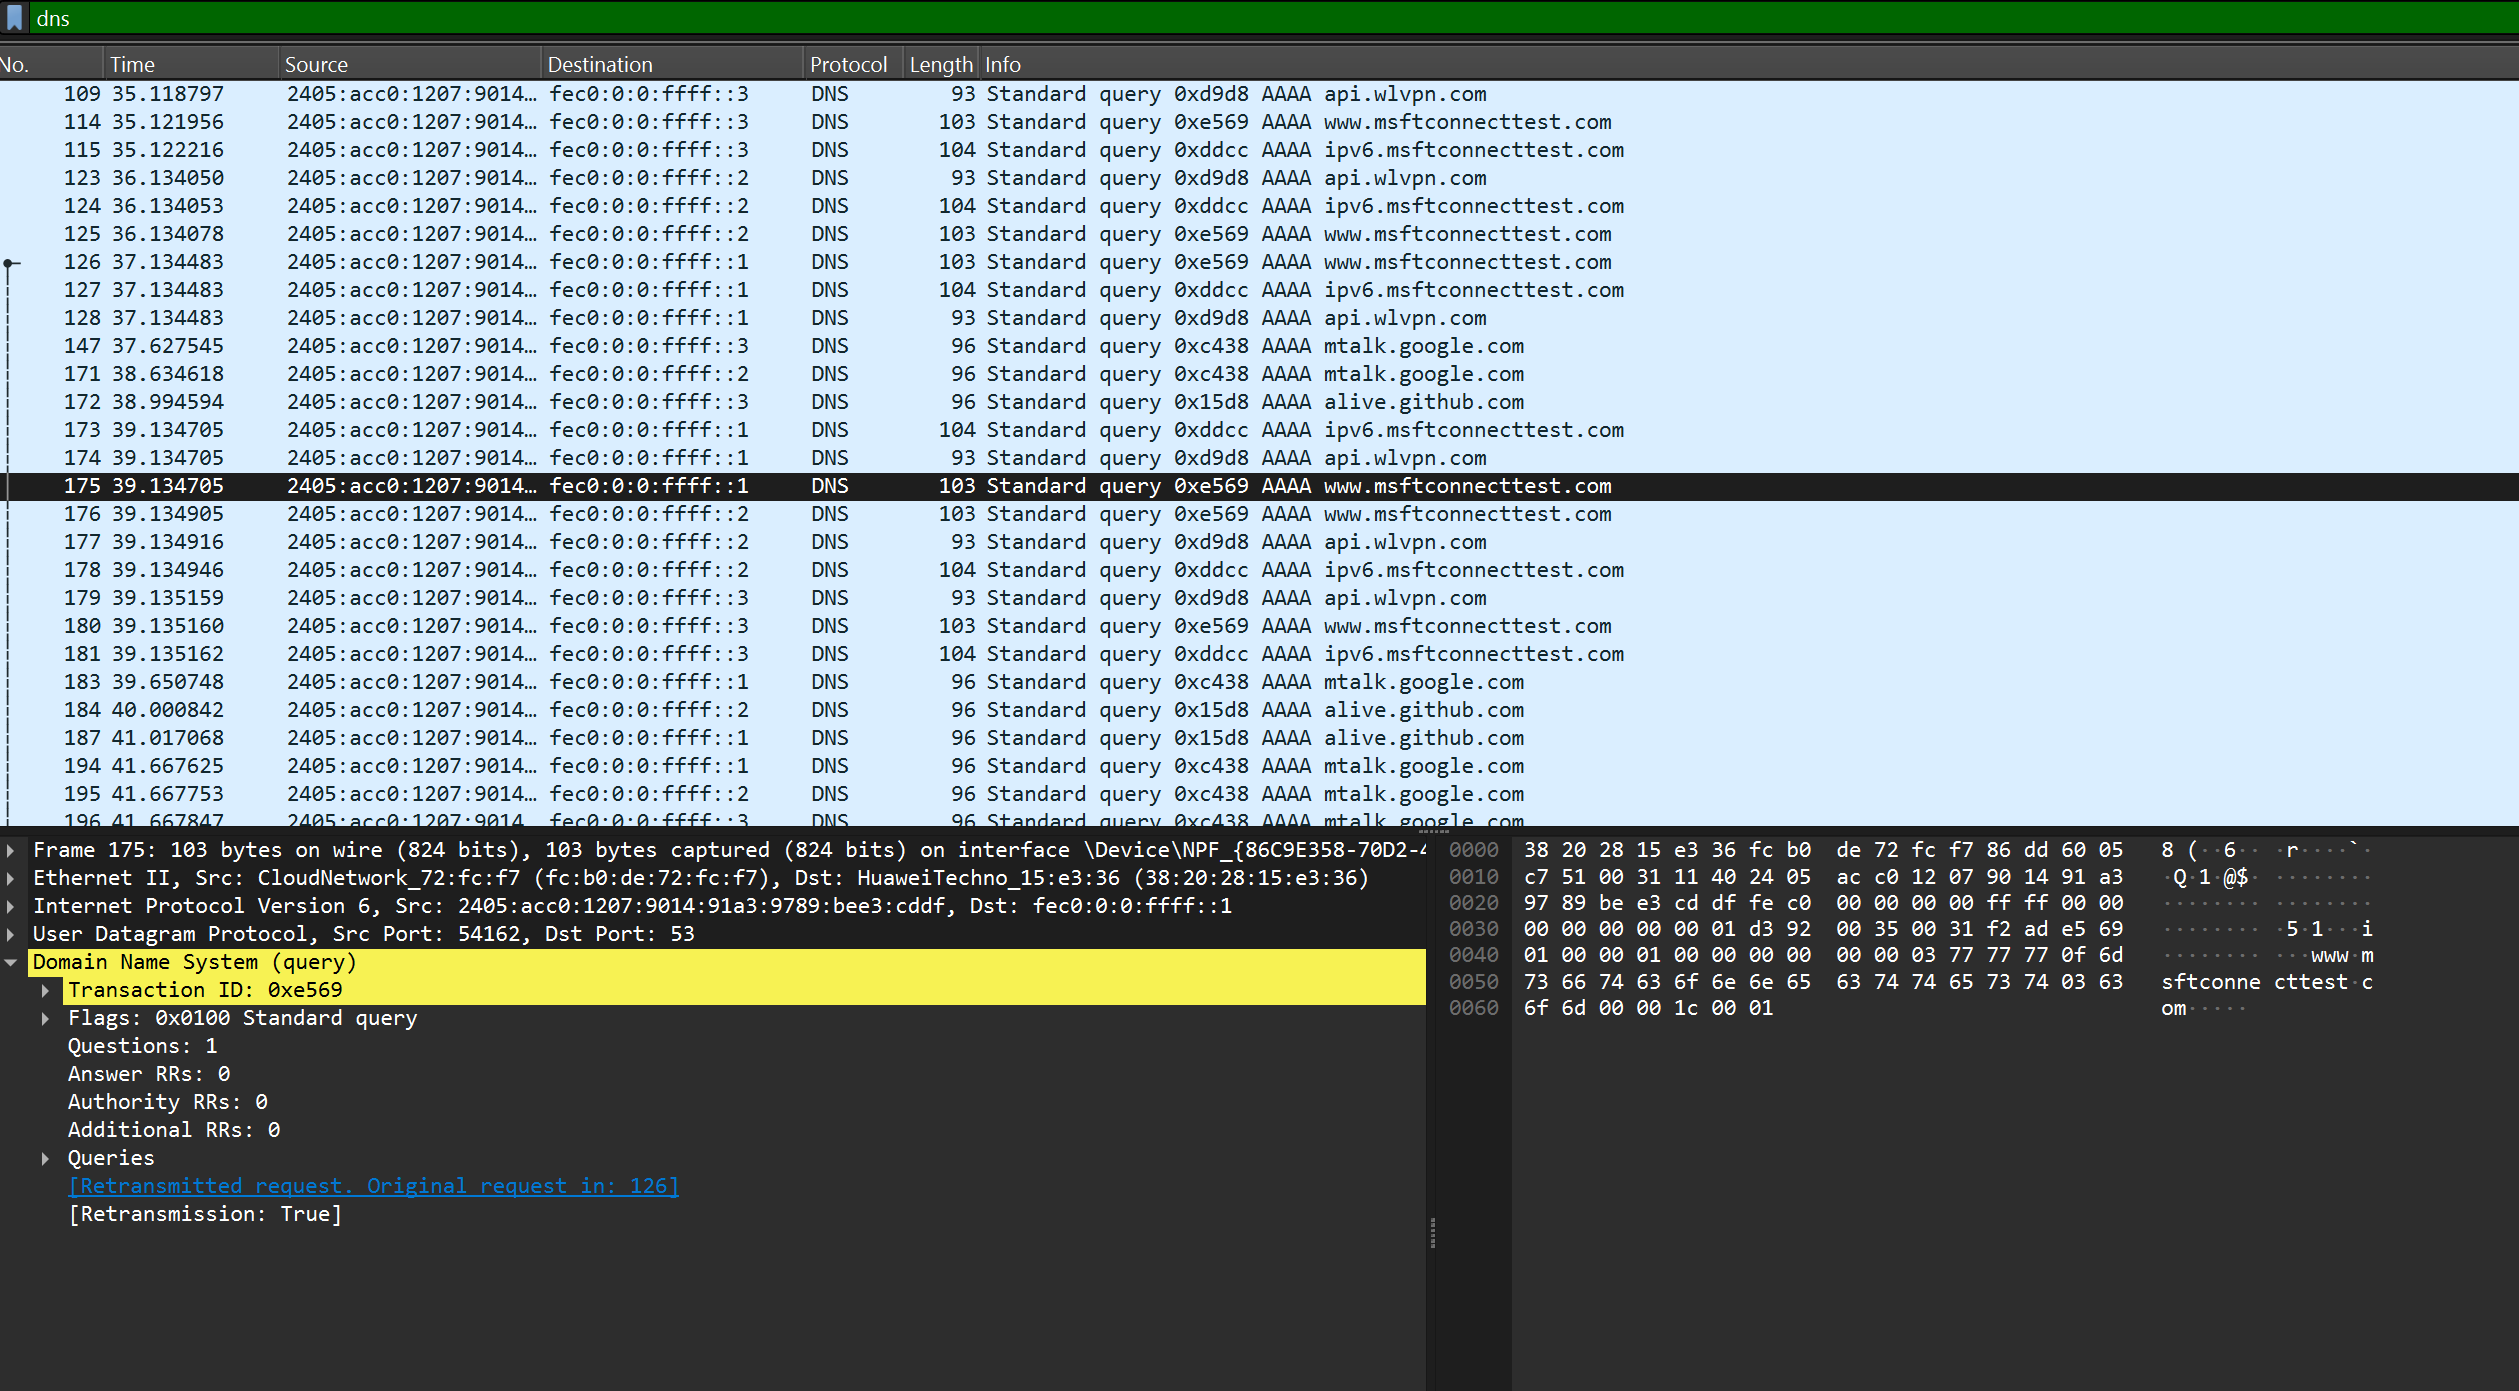 dns
No. Time Source Destination Protocol Length Info
109 35.118797 2405:acc0:1207:9014… fec0:0:0:ffff::3 DNS 93 Standard query 0xd9d8 AAAA api.wlvpn.com
114 35.121956 2405:acc0:1207:9014… fec0:0:0:ffff::3 DNS 103 Standard query 0xe569 AAAA www.msftconnecttest.com
115 35.122216 2405:acc0:1207:9014… fec0:0:0:ffff::3 DNS 104 Standard query 0xddcc AAAA ipv6.msftconnecttest.com
123 36.134050 2405:acc0:1207:9014… fec0:0:0:ffff::2 DNS 93 Standard query 0xd9d8 AAAA api.wlvpn.com
124 36.134053 2405:acc0:1207:9014… fec0:0:0:ffff::2 DNS 104 Standard query 0xddcc AAAA ipv6.msftconnecttest.com
125 36.134078 2405:acc0:1207:9014… fec0:0:0:ffff::2 DNS 103 Standard query 0xe569 AAAA www.msftconnecttest.com
126 37.134483 2405:acc0:1207:9014… fec0:0:0:ffff::1 DNS 103 Standard query 0xe569 AAAA www.msftconnecttest.com
127 37.134483 2405:acc0:1207:9014… fec0:0:0:ffff::1 DNS 104 Standard query 0xddcc AAAA ipv6.msftconnecttest.com
128 37.134483 2405:acc0:1207:9014… fec0:0:0:ffff::1 DNS 93 Standard query 0xd9d8 AAAA api.wlvpn.com
147 37.627545 2405:acc0:1207:9014… fec0:0:0:ffff::3 DNS 96 Standard query 0xc438 AAAA mtalk.google.com
171 38.634618 2405:acc0:1207:9014… fec0:0:0:ffff::2 DNS 96 Standard query 0xc438 AAAA mtalk.google.com
172 38.994594 2405:acc0:1207:9014… fec0:0:0:ffff::3 DNS 96 Standard query 0x15d8 AAAA alive.github.com
173 39.134705 2405:acc0:1207:9014… fec0:0:0:ffff::1 DNS 104 Standard query 0xddcc AAAA ipv6.msftconnecttest.com
174 39.134705 2405:acc0:1207:9014… fec0:0:0:ffff::1 DNS 93 Standard query 0xd9d8 AAAA api.wlvpn.com
175 39.134705 2405:acc0:1207:9014… fec0:0:0:ffff::1 DNS 103 Standard query 0xe569 AAAA www.msftconnecttest.com
176 39.134905 2405:acc0:1207:9014… fec0:0:0:ffff::2 DNS 103 Standard query 0xe569 AAAA www.msftconnecttest.com
177 39.134916 2405:acc0:1207:9014… fec0:0:0:ffff::2 DNS 93 Standard query 0xd9d8 AAAA api.wlvpn.com
178 39.134946 2405:acc0:1207:9014… fec0:0:0:ffff::2 DNS 104 Standard query 0xddcc AAAA ipv6.msftconnecttest.com
179 39.135159 2405:acc0:1207:9014… fec0:0:0:ffff::3 DNS 93 Standard query 0xd9d8 AAAA api.wlvpn.com
180 39.135160 2405:acc0:1207:9014… fec0:0:0:ffff::3 DNS 103 Standard query 0xe569 AAAA www.msftconnecttest.com
181 39.135162 2405:acc0:1207:9014… fec0:0:0:ffff::3 DNS 104 Standard query 0xddcc AAAA ipv6.msftconnecttest.com
183 39.650748 2405:acc0:1207:9014… fec0:0:0:ffff::1 DNS 96 Standard query 0xc438 AAAA mtalk.google.com
184 40.000842 2405:acc0:1207:9014… fec0:0:0:ffff::2 DNS 96 Standard query 0x15d8 AAAA alive.github.com
187 41.017068 2405:acc0:1207:9014… fec0:0:0:ffff::1 DNS 96 Standard query 0x15d8 AAAA alive.github.com
194 41.667625 2405:acc0:1207:9014… fec0:0:0:ffff::1 DNS 96 Standard query 0xc438 AAAA mtalk.google.com
195 41.667753 2405:acc0:1207:9014… fec0:0:0:ffff::2 DNS 96 Standard query 0xc438 AAAA mtalk.google.com
196 41.667847 2405:acc0:1207:9014… fec0:0:0:ffff::3 DNS 96 Standard query 0xc438 AAAA mtalk.google.com
Frame 175: 103 bytes on wire (824 bits), 103 bytes captured (824 bits) on interface \Device\NPF_{86C9E358-70D2-4
Ethernet II, Src: CloudNetwork_72:fc:f7 (fc:b0:de:72:fc:f7), Dst: HuaweiTechno_15:e3:36 (38:20:28:15:e3:36)
Internet Protocol Version 6, Src: 2405:acc0:1207:9014:91a3:9789:bee3:cddf, Dst: fec0:0:0:ffff::1
User Datagram Protocol, Src Port: 54162, Dst Port: 53
Domain Name System (query)
Transaction ID: 0xe569
Flags: 0x0100 Standard query
Questions: 1
Answer RRs: 0
Authority RRs: 0
Additional RRs: 0
Queries
[Retransmitted request. Original request in: 126]
[Retransmission: True]
0000 38 20 28 15 e3 36 fc b0 de 72 fc f7 86 dd 60 05 8 (··6·· ·r····`·
0010 c7 51 00 31 11 40 24 05 ac c0 12 07 90 14 91 a3 ·Q·1·@$· ········
0020 97 89 be e3 cd df fe c0 00 00 00 00 ff ff 00 00 ········ ········
0030 00 00 00 00 00 01 d3 92 00 35 00 31 f2 ad e5 69 ········ ·5·1···i
0040 01 00 00 01 00 00 00 00 00 00 03 77 77 77 0f 6d ········ ···www·m
0050 73 66 74 63 6f 6e 6e 65 63 74 74 65 73 74 03 63 sftconne cttest·c
0060 6f 6d 00 00 1c 00 01 om·····